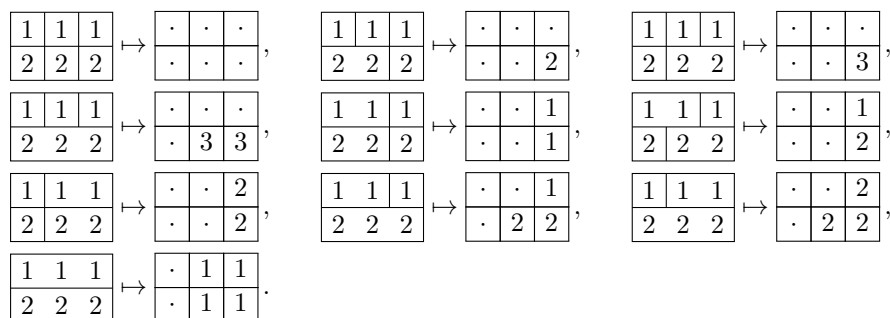 1 1 1 ↦ · · · , 1 1 1 ↦ · · · , 1 1 1 ↦ · · · ,
2 2 2 · · · 2 2 2 · · 2 2 2 2 · · 3
1 1 1 ↦ · · · , 1 1 1 ↦ · · 1 , 1 1 1 ↦ · · 1 ,
2 2 2 · 3 3 2 2 2 · · 1 2 2 2 · · 2
1 1 1 ↦ · · 2 , 1 1 1 ↦ · · 1 , 1 1 1 ↦ · · 2 ,
2 2 2 · · 2 2 2 2 · 2 2 2 2 2 · 2 2
1 1 1 ↦ · 1 1 .
2 2 2 · 1 1